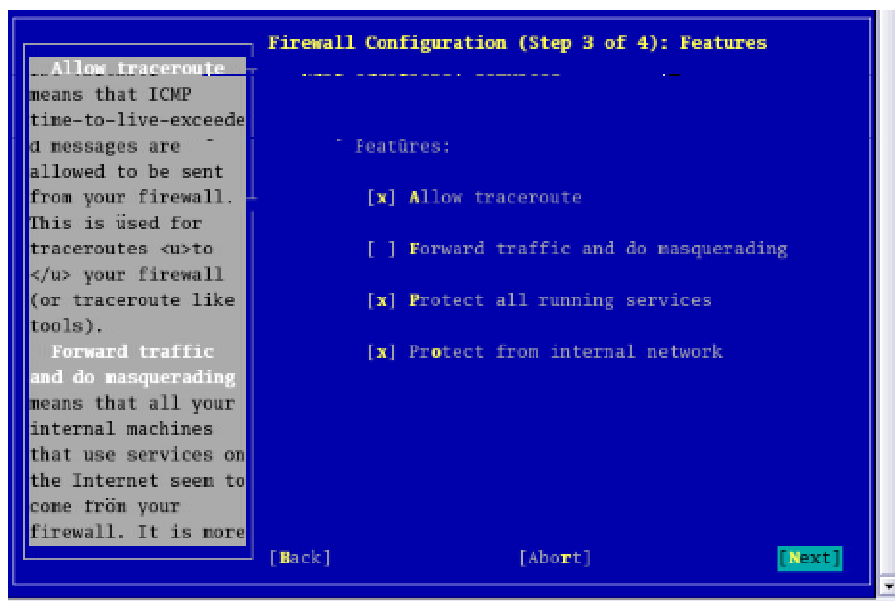 Firewall Configuration (Step 3 of 4): Features
Allow traceroute
means that ICMP
time-to-live-exceede
d messages are
allowed to be sent
from your firewall.
This is üsed for
traceroutes <u>to
</u> your firewall
(or traceroute like
tools).
Forward traffic
and do masquerading
means that all your
internal machines
that use services on
the Internet seem to
come frön your
firewall. It is more
Featûres:
[x] Allow traceroute
[ ] Forward traffic and do masquerading
[x] Protect all running services
[x] Protect from internal network
[Back] [Abort] [Next]